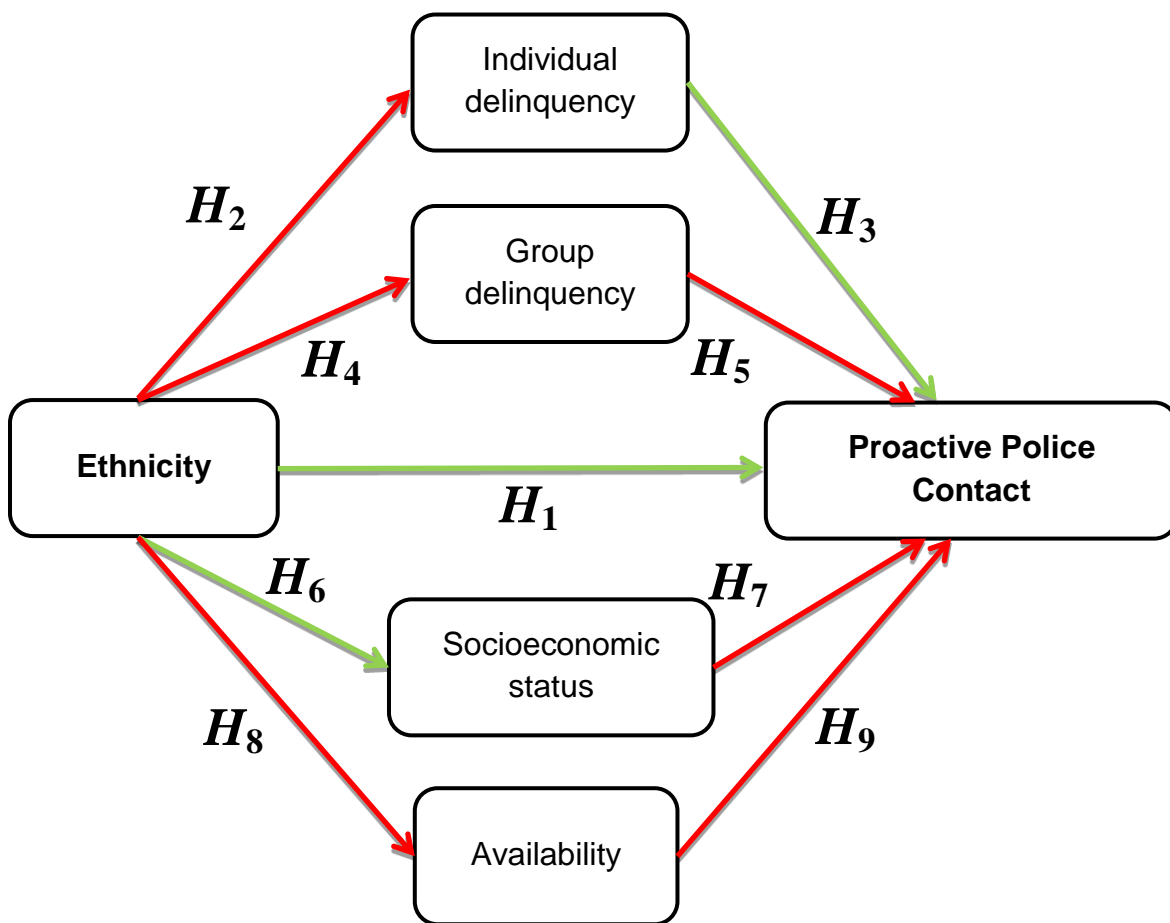 Individual
delinquency
H2
H3
Group
delinquency
H4
H5
Ethnicity
Proactive Police
Contact
H1
H6
H7
Socioeconomic
status
H8
H9
Availability